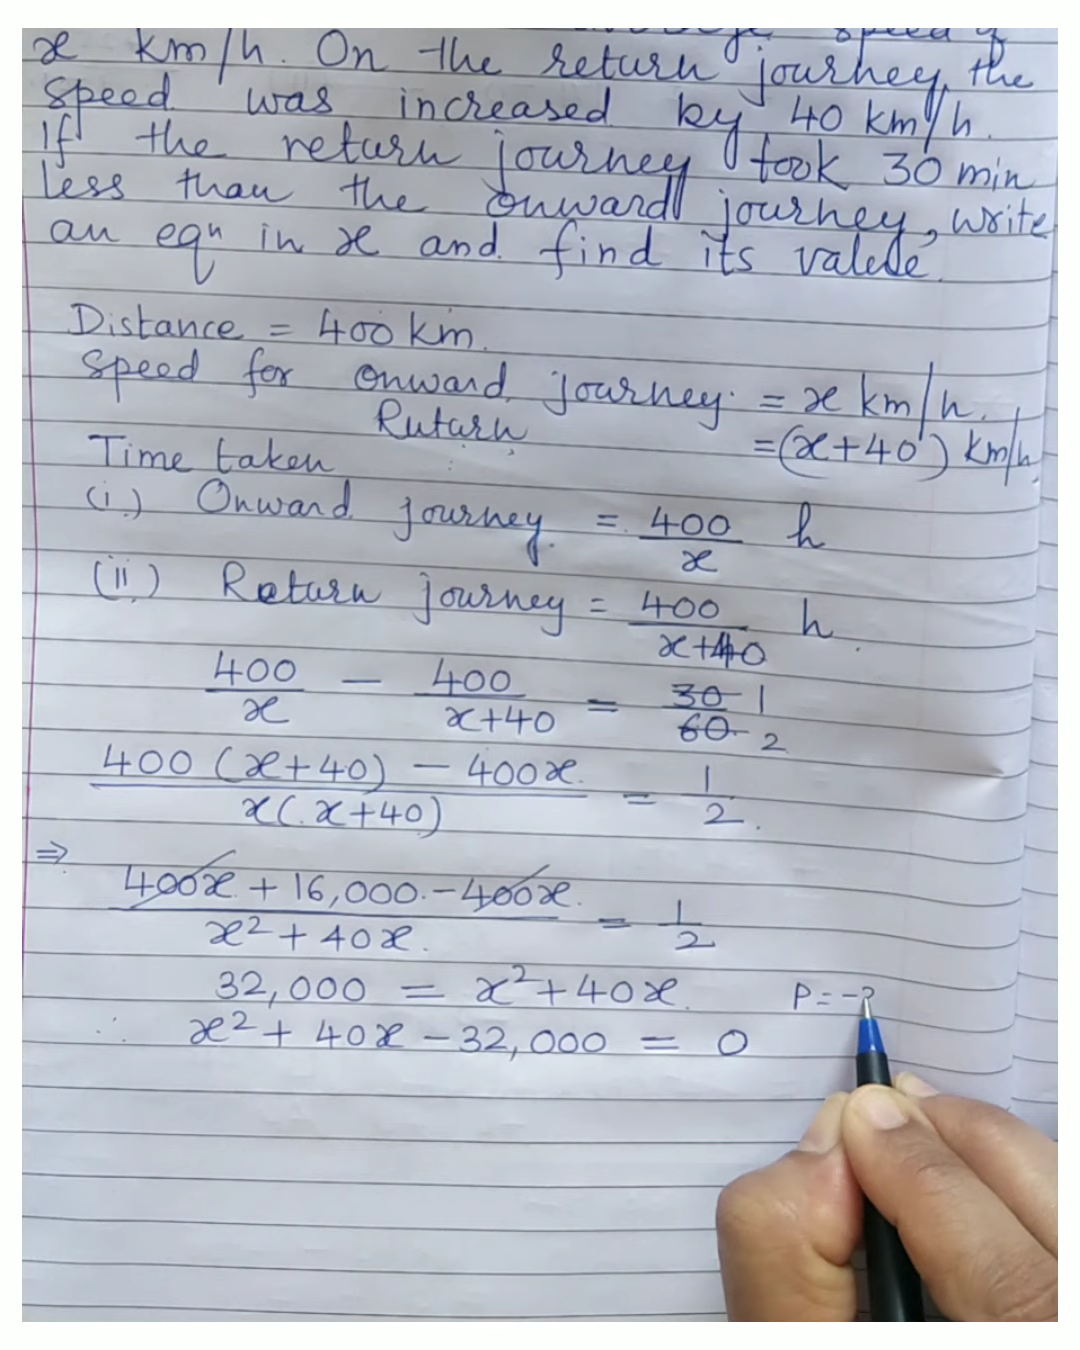 speed of
x km/h. On the return journey, the
speed was increased by 40 km/h.
If the return journey took 30 min
less than the onward journey, write
an eqn in x and find its value.
Distance = 400 km.
Speed for onward journey = x km/h.
Ruturn = (x+40) km/h.
Time taken
(i) Onward journey = 400/x h
(ii) Return journey = 400/x+40 h.
400/x - 400/x+40 = 30/60 1/2
400(x+40) - 400x/x(x+40) = 1/2.
⇒
400x + 16,000 - 400x./x² + 40x. = 1/2
32,000 = x² + 40x. P = -3
∴ x² + 40x - 32,000 = 0